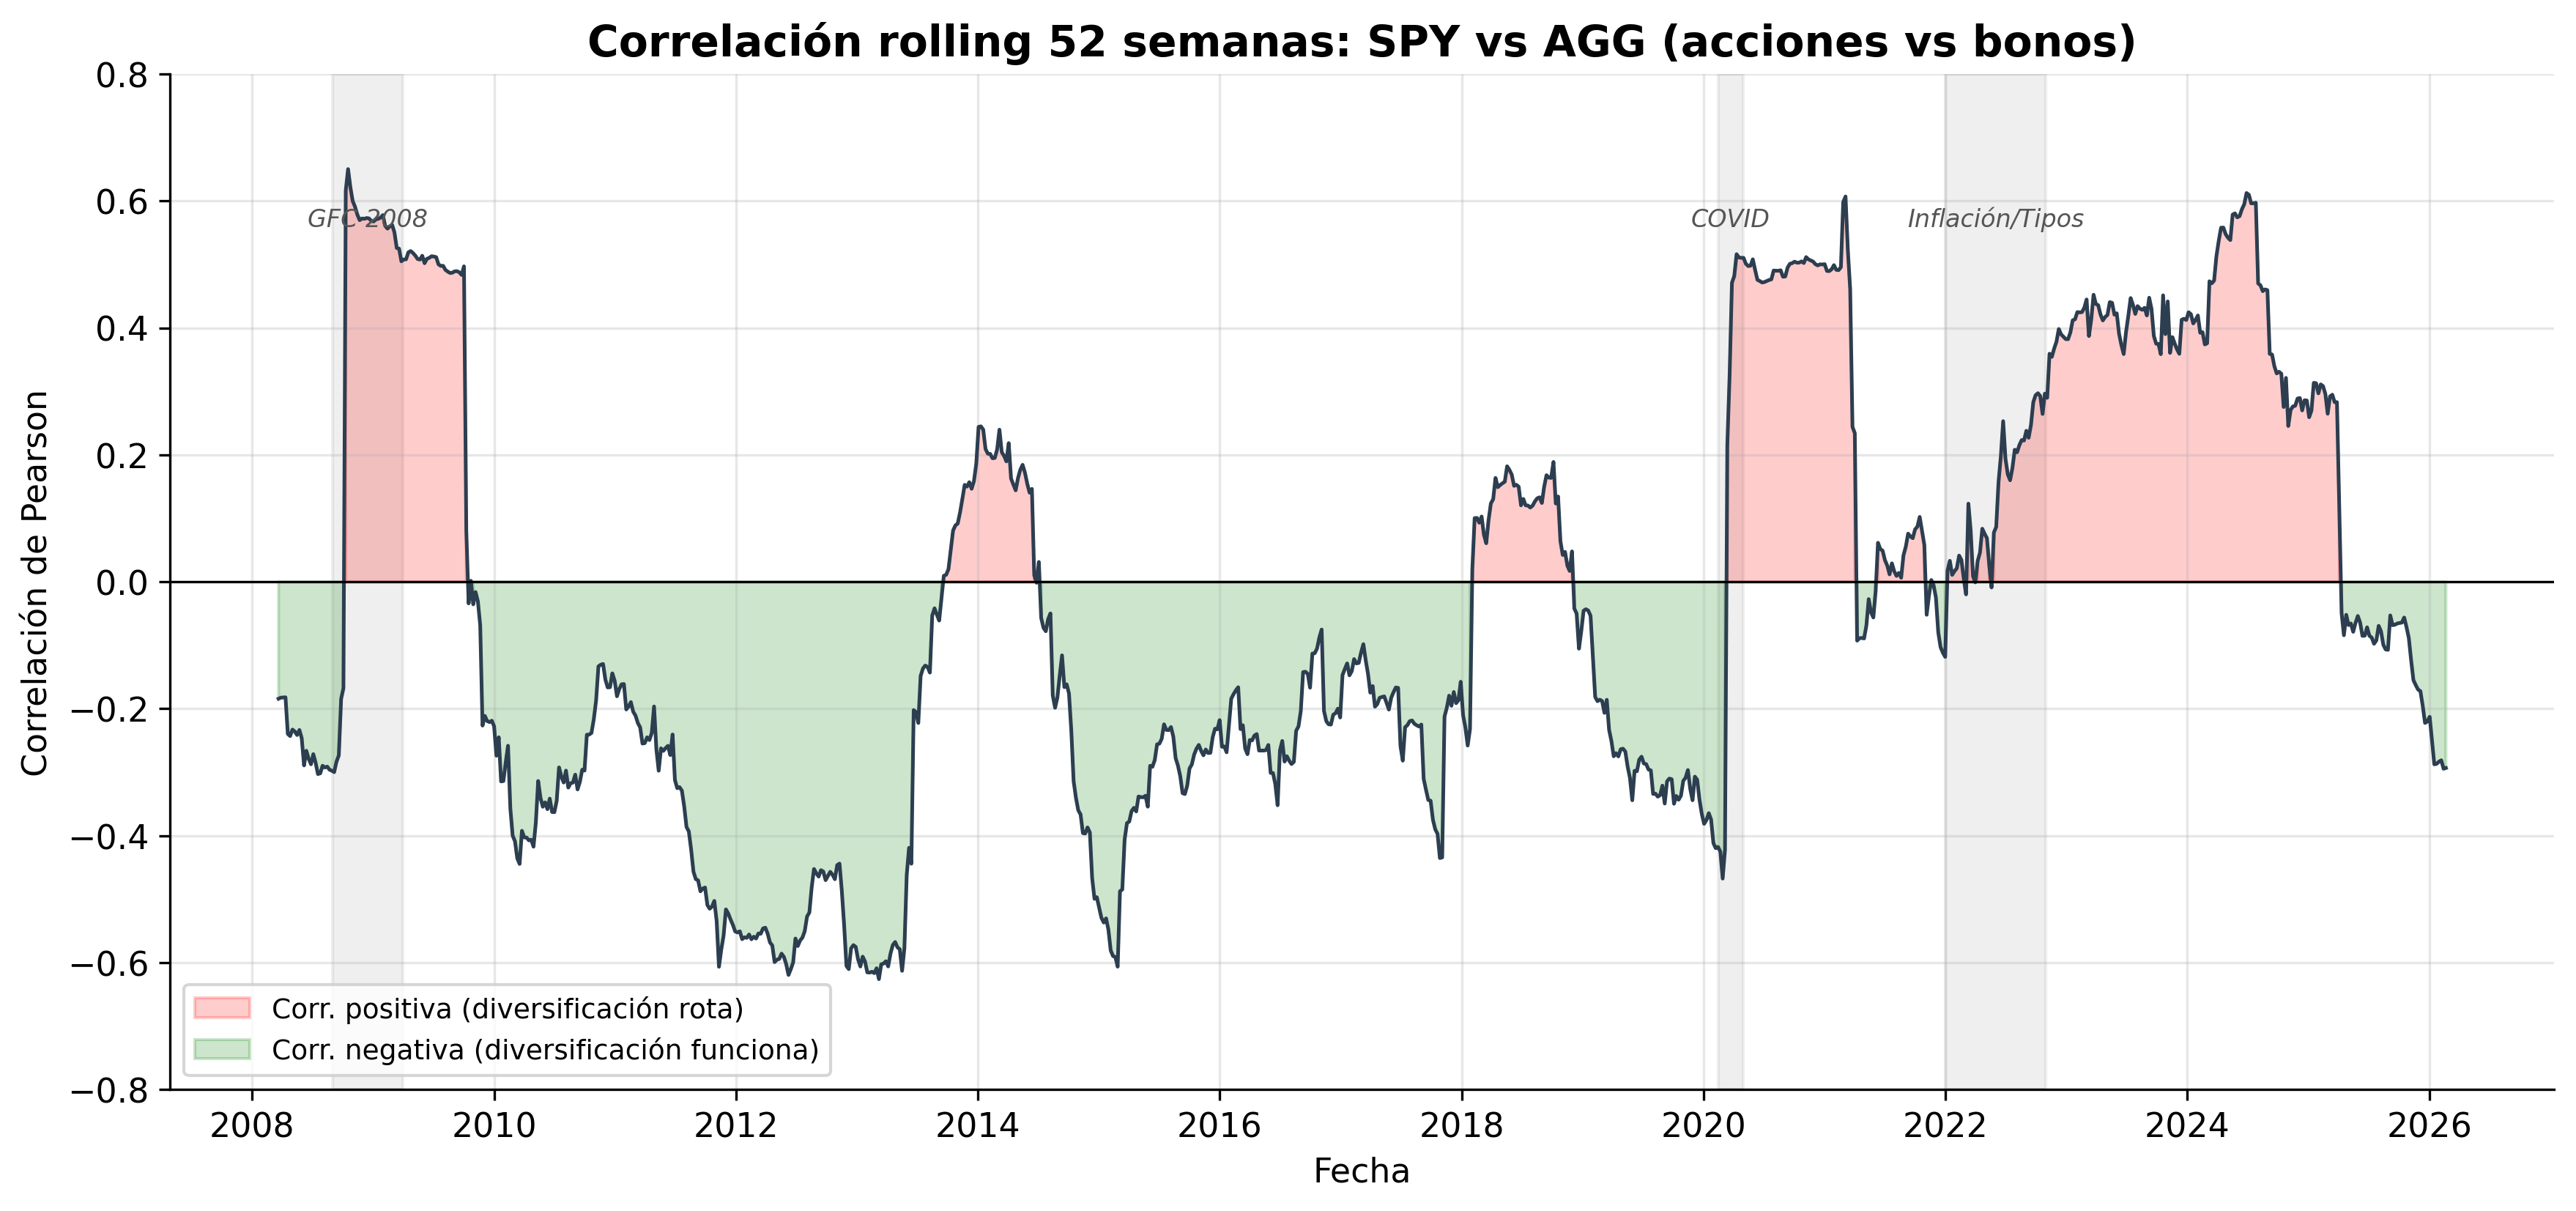 Correlación rolling 52 semanas: SPY vs AGG (acciones vs bonos)
Correlación de Pearson
0.8
0.6
0.4
0.2
0.0
−0.2
−0.4
−0.6
−0.8
GFC 2008
COVID
Inflación/Tipos
Corr. positiva (diversificación rota)
Corr. negativa (diversificación funciona)
2008 2010 2012 2014 2016 2018 2020 2022 2024 2026
Fecha